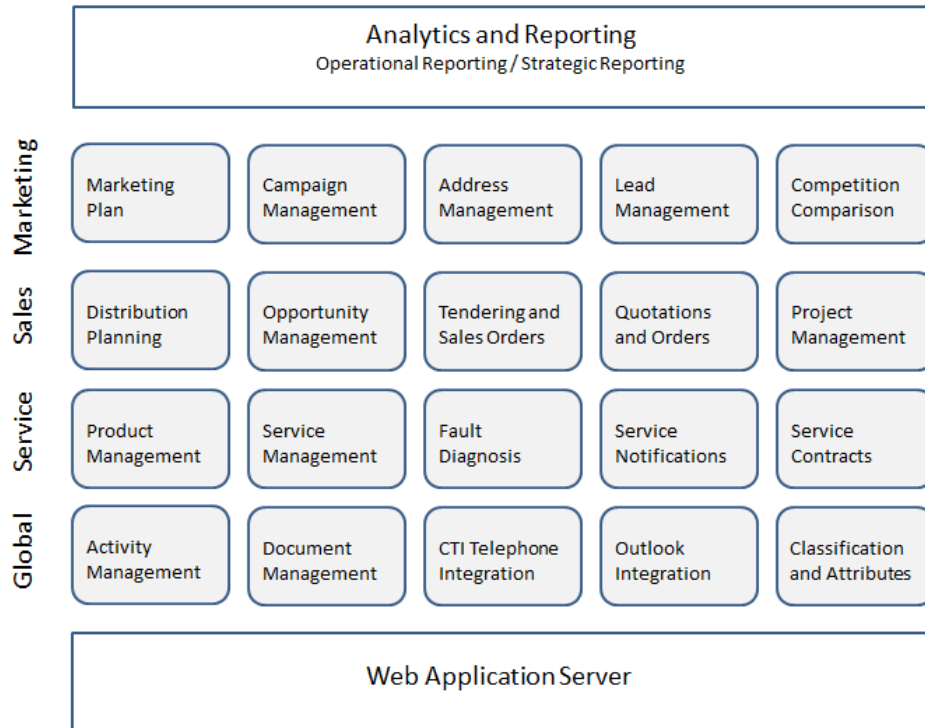 Analytics and Reporting
Operational Reporting / Strategic Reporting
Marketing
Marketing
Plan
Campaign
Management
Address
Management
Lead
Management
Competition
Comparison
Sales
Distribution
Planning
Opportunity
Management
Tendering and
Sales Orders
Quotations
and Orders
Project
Management
Service
Product
Management
Service
Management
Fault
Diagnosis
Service
Notifications
Service
Contracts
Global
Activity
Management
Document
Management
CTI Telephone
Integration
Outlook
Integration
Classification
and Attributes
Web Application Server